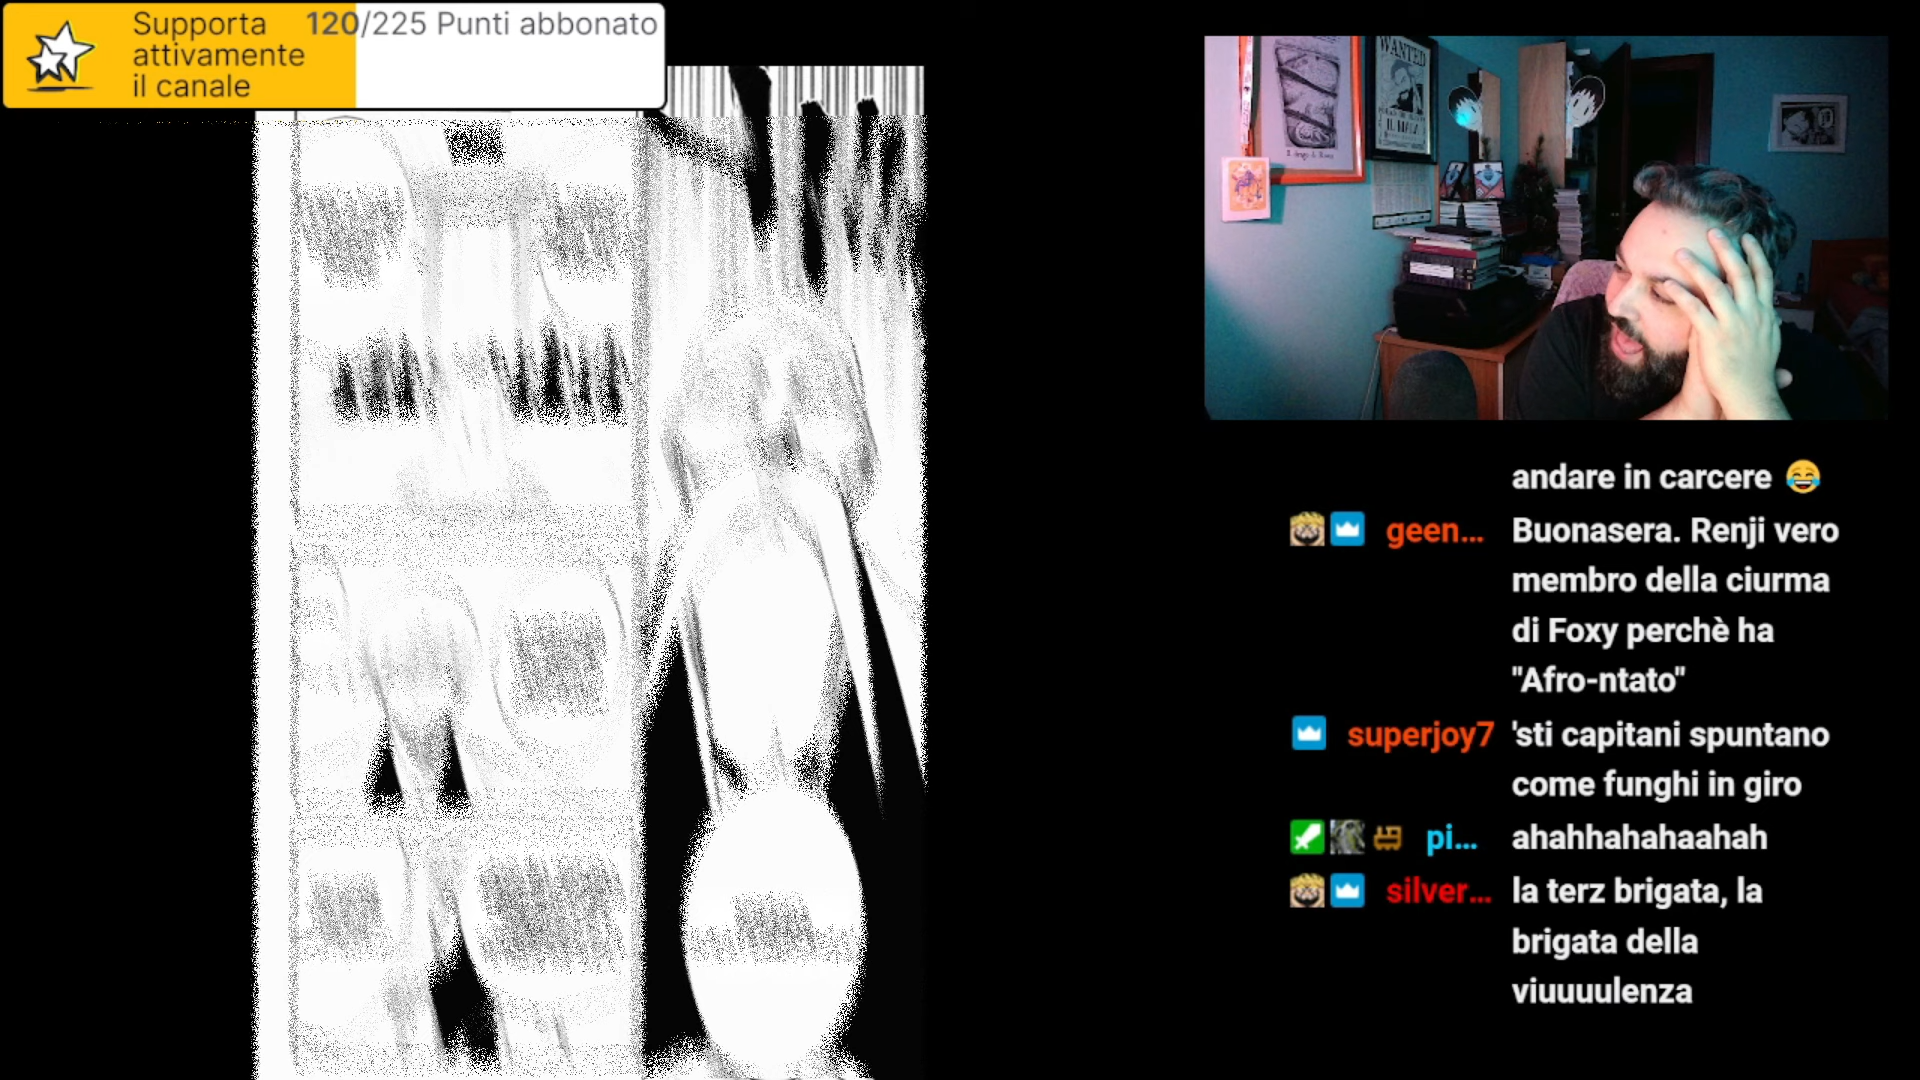 Supporta
attivamente
il canale
120/225 Punti abbonato
WANTED
andare in carcere 😂
geen… Buonasera. Renji vero
membro della ciurma
di Foxy perchè ha
"Afro-ntato"
superjoy7 'sti capitani spuntano
come funghi in giro
pi… ahahhahahaahah
silver… la terz brigata, la
brigata della
viuuuulenza